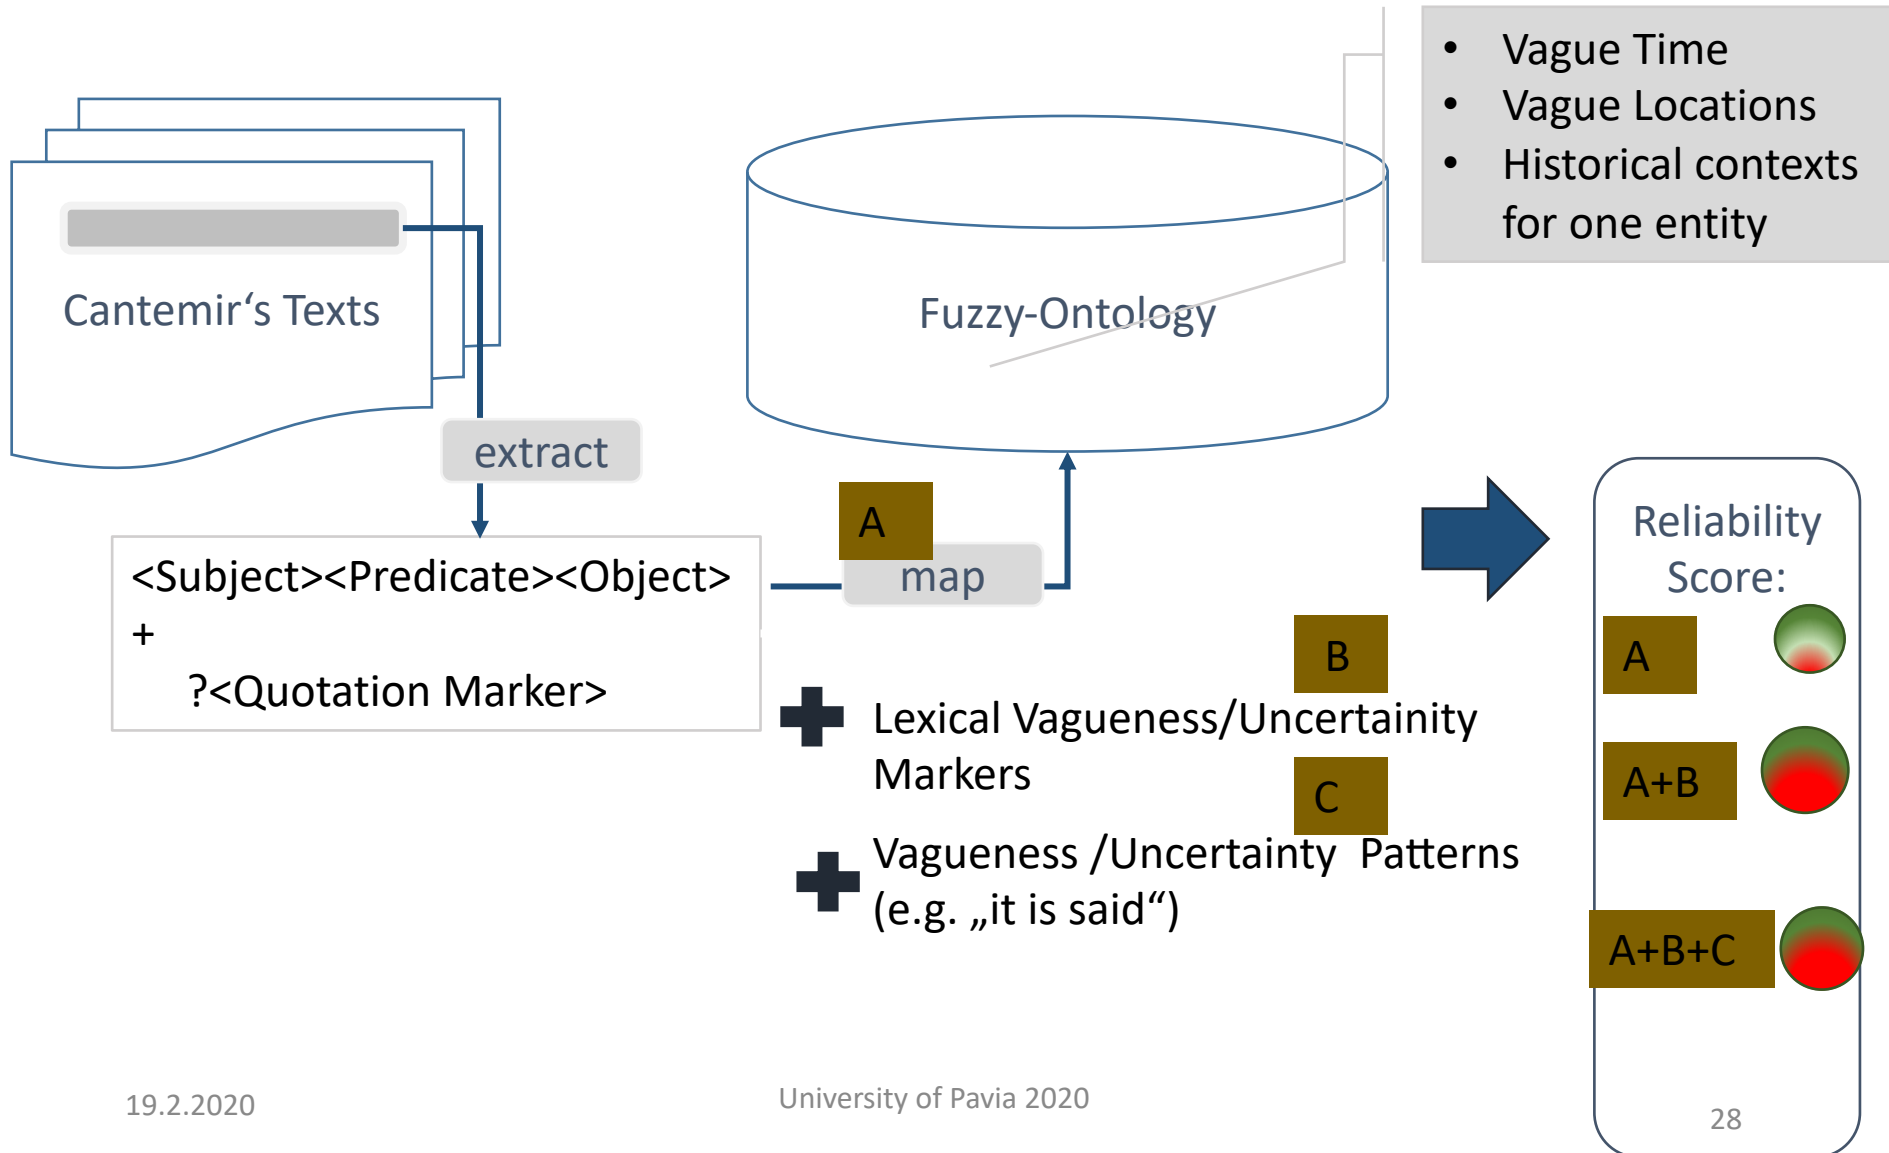 • Vague Time
• Vague Locations
• Historical contexts
for one entity
Cantemir‘s Texts
Fuzzy-Ontology
extract
A
map
<Subject><Predicate><Object>
+
?<Quotation Marker>
B
Lexical Vagueness/Uncertainity
Markers
C
Vagueness /Uncertainty Patterns
(e.g. „it is said“)
Reliability
Score:
A
A+B
A+B+C
19.2.2020
University of Pavia 2020
28